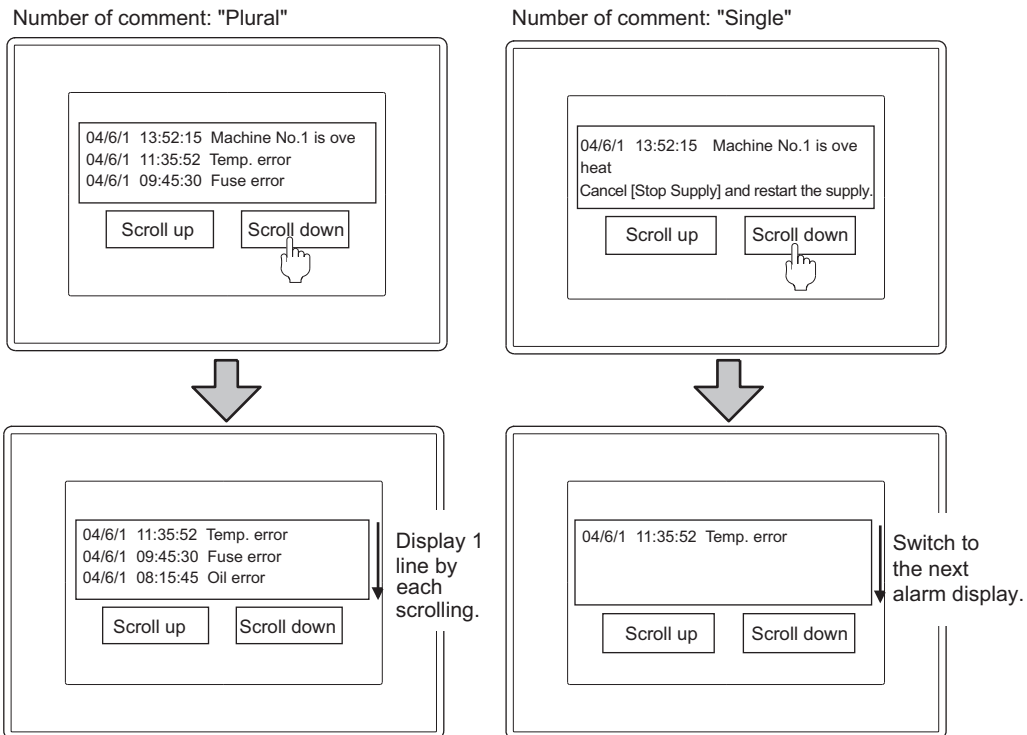 Number of comment: "Plural"
04/6/1 13:52:15 Machine No.1 is ove
04/6/1 11:35:52 Temp. error
04/6/1 09:45:30 Fuse error
Scroll up
Scroll down
Number of comment: "Single"
04/6/1 13:52:15 Machine No.1 is ove
heat
Cancel [Stop Supply] and restart the supply.
Scroll up
Scroll down
04/6/1 11:35:52 Temp. error
04/6/1 09:45:30 Fuse error
04/6/1 08:15:45 Oil error
Scroll up
Scroll down
Display 1
line by
each
scrolling.
04/6/1 11:35:52 Temp. error
Scroll up
Scroll down
Switch to
the next
alarm display.